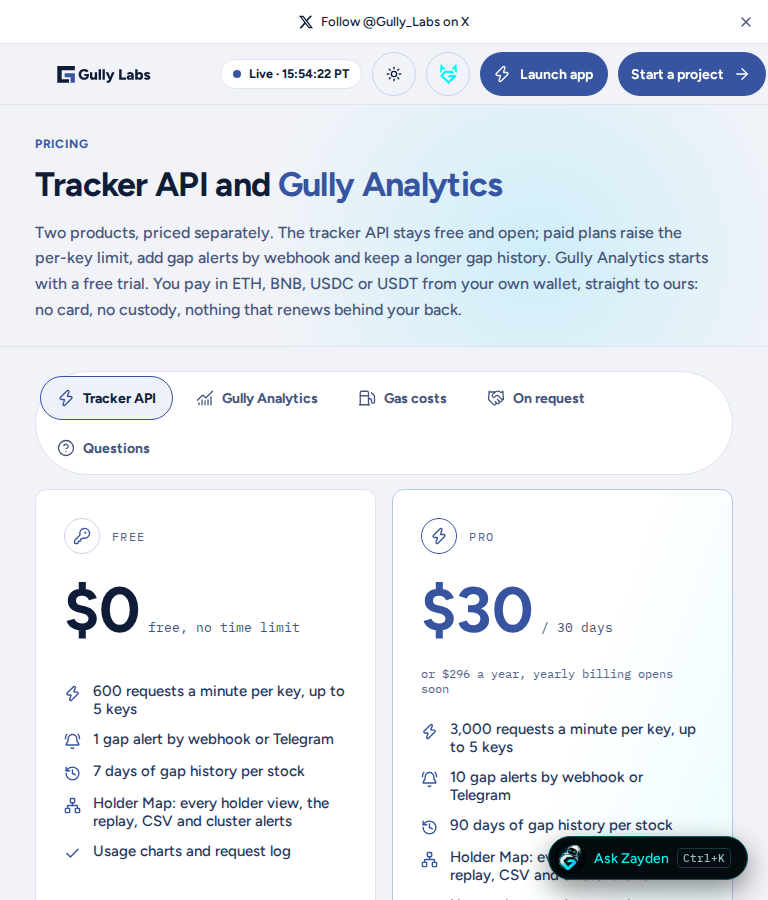 Follow @Gully_Labs on X
Gully Labs
Live · 15:54:22 PT
Launch app
Start a project
PRICING
Tracker API and Gully Analytics
Two products, priced separately. The tracker API stays free and open; paid plans raise the
per-key limit, add gap alerts by webhook and keep a longer gap history. Gully Analytics starts
with a free trial. You pay in ETH, BNB, USDC or USDT from your own wallet, straight to ours:
no card, no custody, nothing that renews behind your back.
Tracker API
Gully Analytics
Gas costs
On request
Questions
FREE
$0 free, no time limit
600 requests a minute per key, up to
5 keys
1 gap alert by webhook or Telegram
7 days of gap history per stock
Holder Map: every holder view, the
replay, CSV and cluster alerts
Usage charts and request log
PRO
$30 / 30 days
or $296 a year, yearly billing opens
soon
3,000 requests a minute per key, up
to 5 keys
10 gap alerts by webhook or
Telegram
90 days of gap history per stock
Holder Map:
replay, CSV
Ask Zayden Ctrl+K